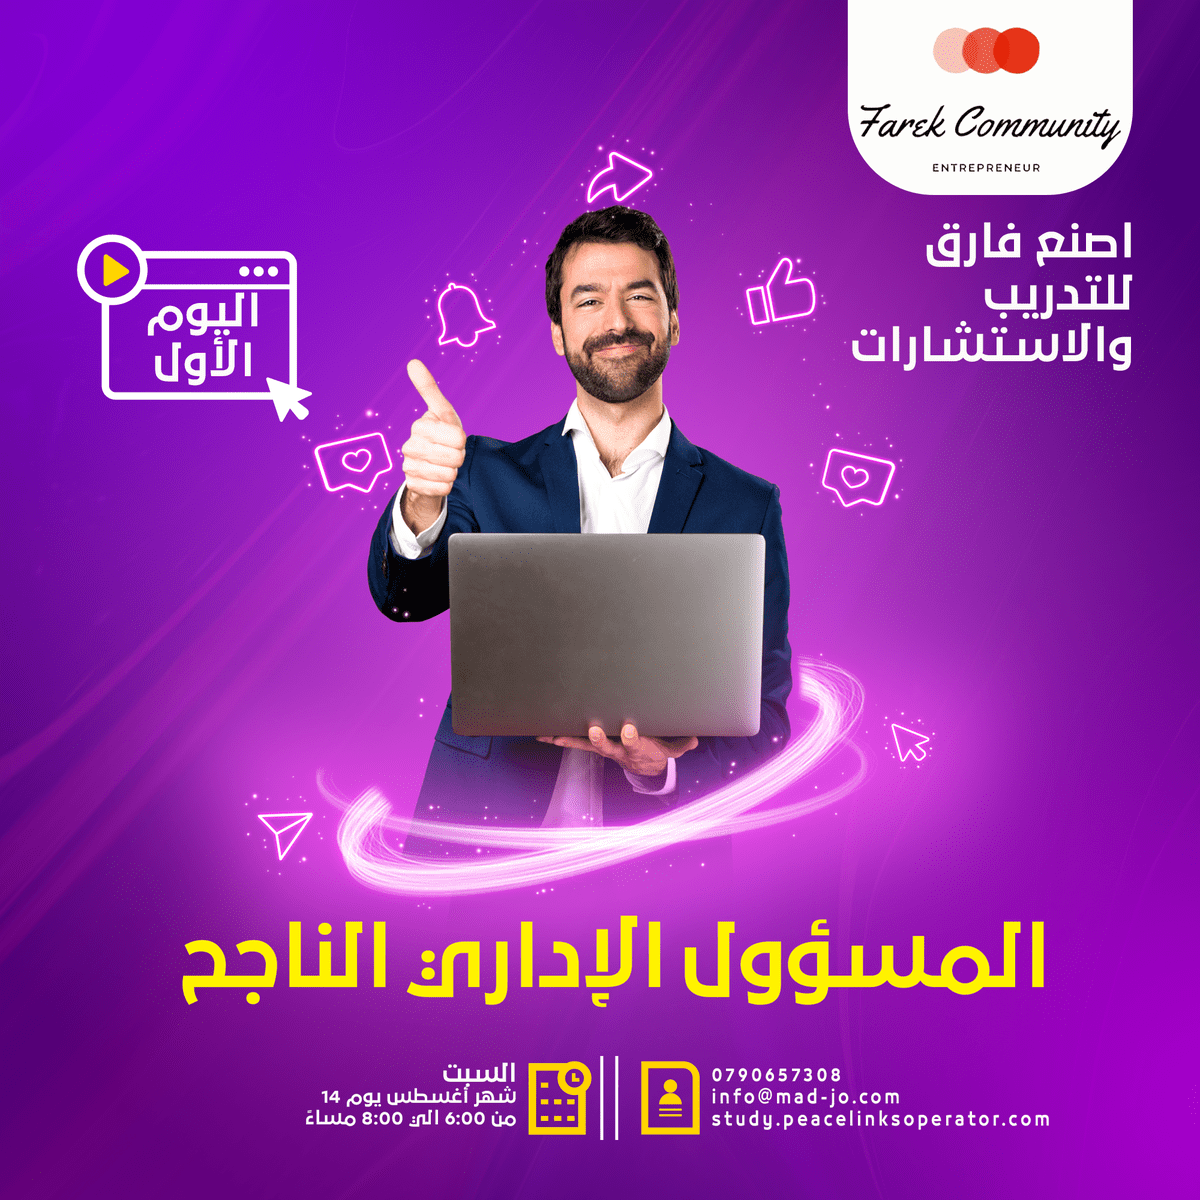 Farek Community
ENTREPRENEUR
اصنع فارق
للتدريب
والاستشارات
اليوم
الأول
المسؤول الإداري الناجح
السبت
شهر أغسطس يوم 14
من 6:00 الي 8:00 مساءً
0790657308
info@mad-jo.com
study.peacelinksoperator.com